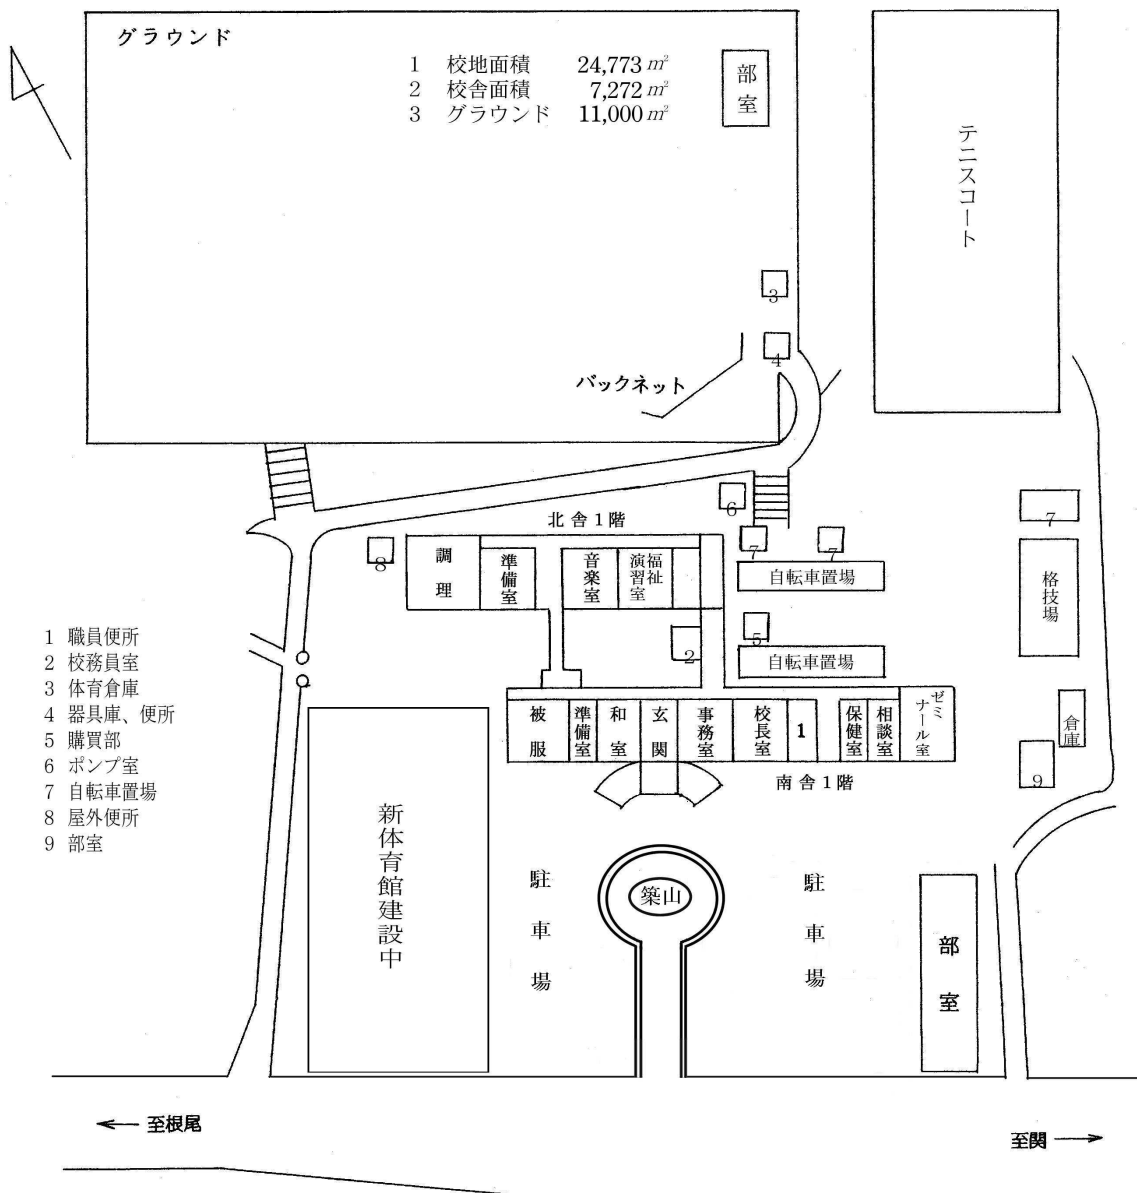 グラウンド
1 校地面積 24,773㎡
2 校舎面積 7,272㎡
3 グラウンド 11,000㎡
部室
テニスコート
3
4
バックネット
6
北舎1階
7
7
7
8
調理
準備室
音楽室
福祉演習室
自転車置場
格技場
5
2
自転車置場
1 職員便所
2 校務員室
3 体育倉庫
4 器具庫、便所
5 購買部
6 ポンプ室
7 自転車置場
8 屋外便所
9 部室
被服
準備室
和室
玄関
事務室
校長室
1
保健室
相談室
ゼミナール室
倉庫
9
南舎1階
新体育館建設中
駐車場
築山
駐車場
部室
←至根尾
至関→